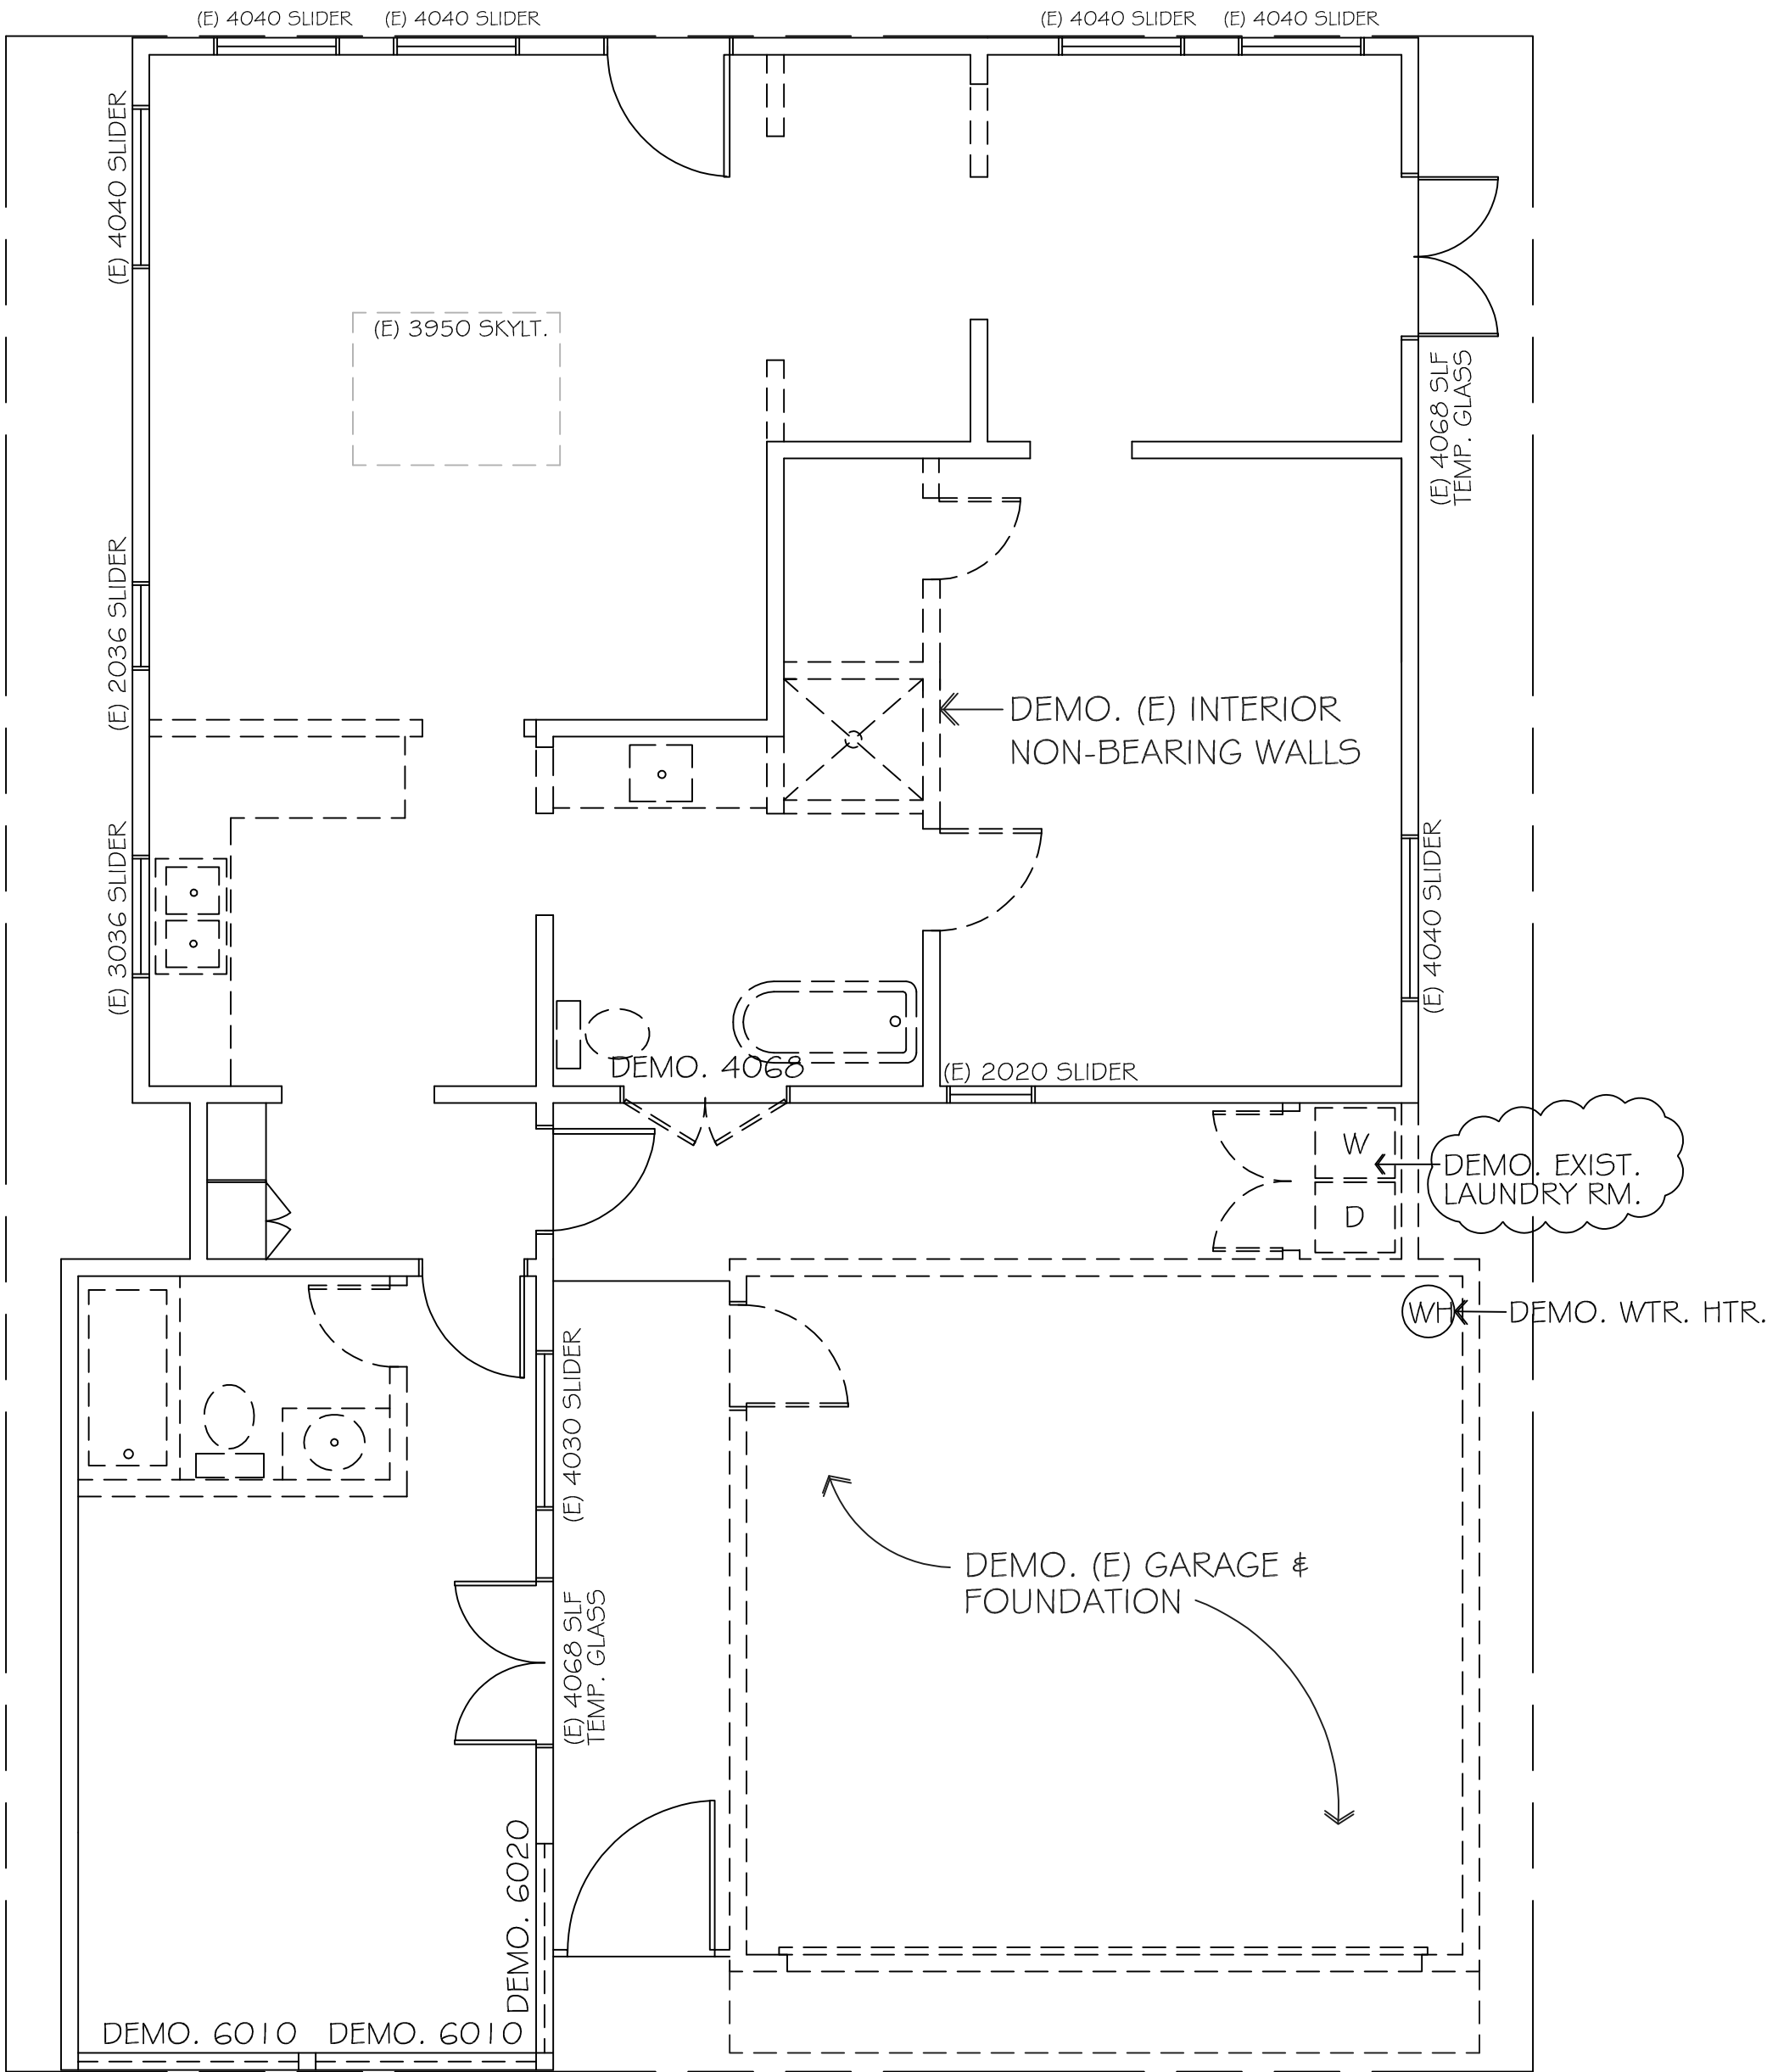 (E) 4040 SLIDER
(E) 4040 SLIDER
(E) 4040 SLIDER
(E) 4040 SLIDER
(E) 4040 SLIDER
(E) 3950 SKYLT.
(E) 4068 SLF
TEMP. GLASS
(E) 2036 SLIDER
DEMO. (E) INTERIOR
NON-BEARING WALLS
(E) 3036 SLIDER
(E) 4040 SLIDER
DEMO. 4068
(E) 2020 SLIDER
W
D
DEMO. EXIST.
LAUNDRY RM.
WH
DEMO. WTR. HTR.
(E) 4030 SLIDER
DEMO. (E) GARAGE &
FOUNDATION
(E) 4068 SLF
TEMP. GLASS
DEMO. 6020
DEMO. 6010
DEMO. 6010